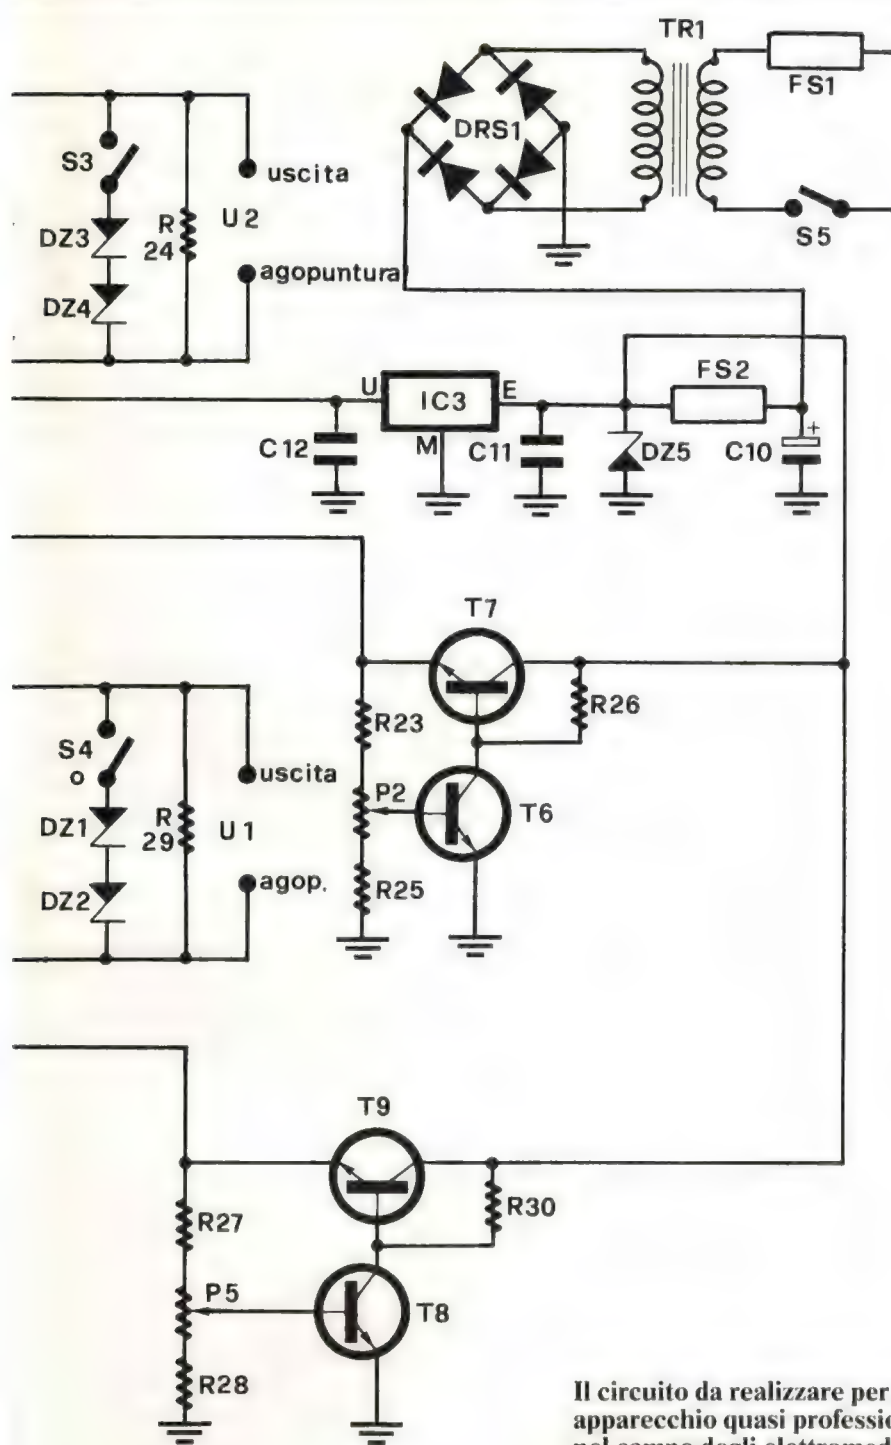 TR1
FS1
DRS1
S5
S3
DZ3
DZ4
R
24
U2
uscita
agopuntura
U
IC3
E
M
C12
C11
FS2
DZ5
C10
+
T7
R23
R26
P2
T6
R25
S4
o
DZ1
DZ2
R
29
U1
uscita
agop.
T9
R27
R30
P5
T8
R28
Il circuito da realizzare per
apparecchio quasi professio
nel campo degli elettromed